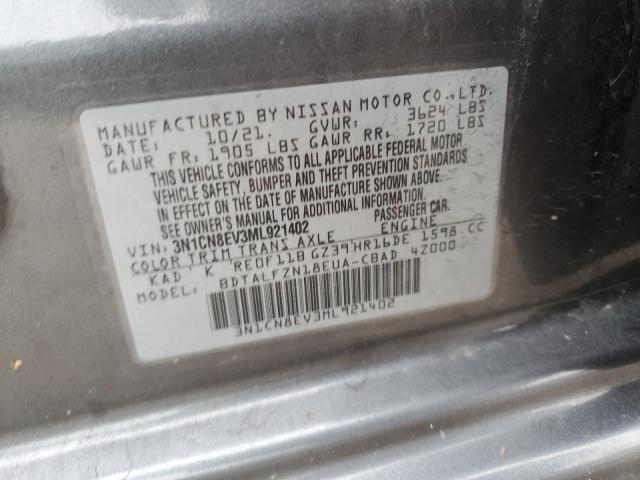 MANUFACTURED BY NISSAN MOTOR CO.,LTD.
DATE: 10/21. GVWR: 3624 LBS
GAWR FR: 1905 LBS GAWR RR: 1720 LBS
THIS VEHICLE CONFORMS TO ALL APPLICABLE FEDERAL MOTOR
VEHICLE SAFETY, BUMPER AND THEFT PREVENTION STANDARDS
IN EFFECT ON THE DATE OF MANUFACTURE SHOWN ABOVE.
SEE OWNER'S MANUAL FOR ADDITIONAL INFORMATION
VIN: 3N1CN8EV3ML921402 PASSENGER CAR.
COLOR TRIM TRANS AXLE ENGINE
KAD K RE0F11B GZ39 HR16DE 1598 CC
MODEL: BDTALFZN18EUA-CBAD 4Z000
3N1CN8EV3ML921402